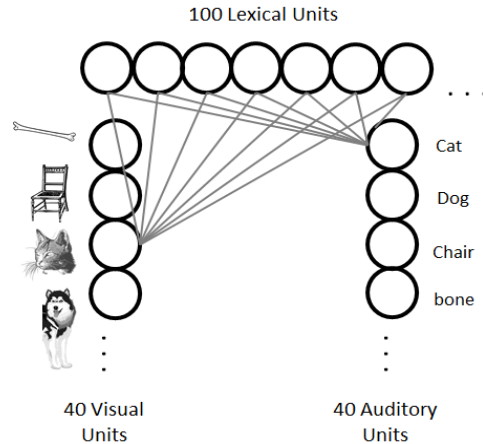 100 Lexical Units
. . .
Cat
Dog
Chair
bone
40 Visual
Units
40 Auditory
Units